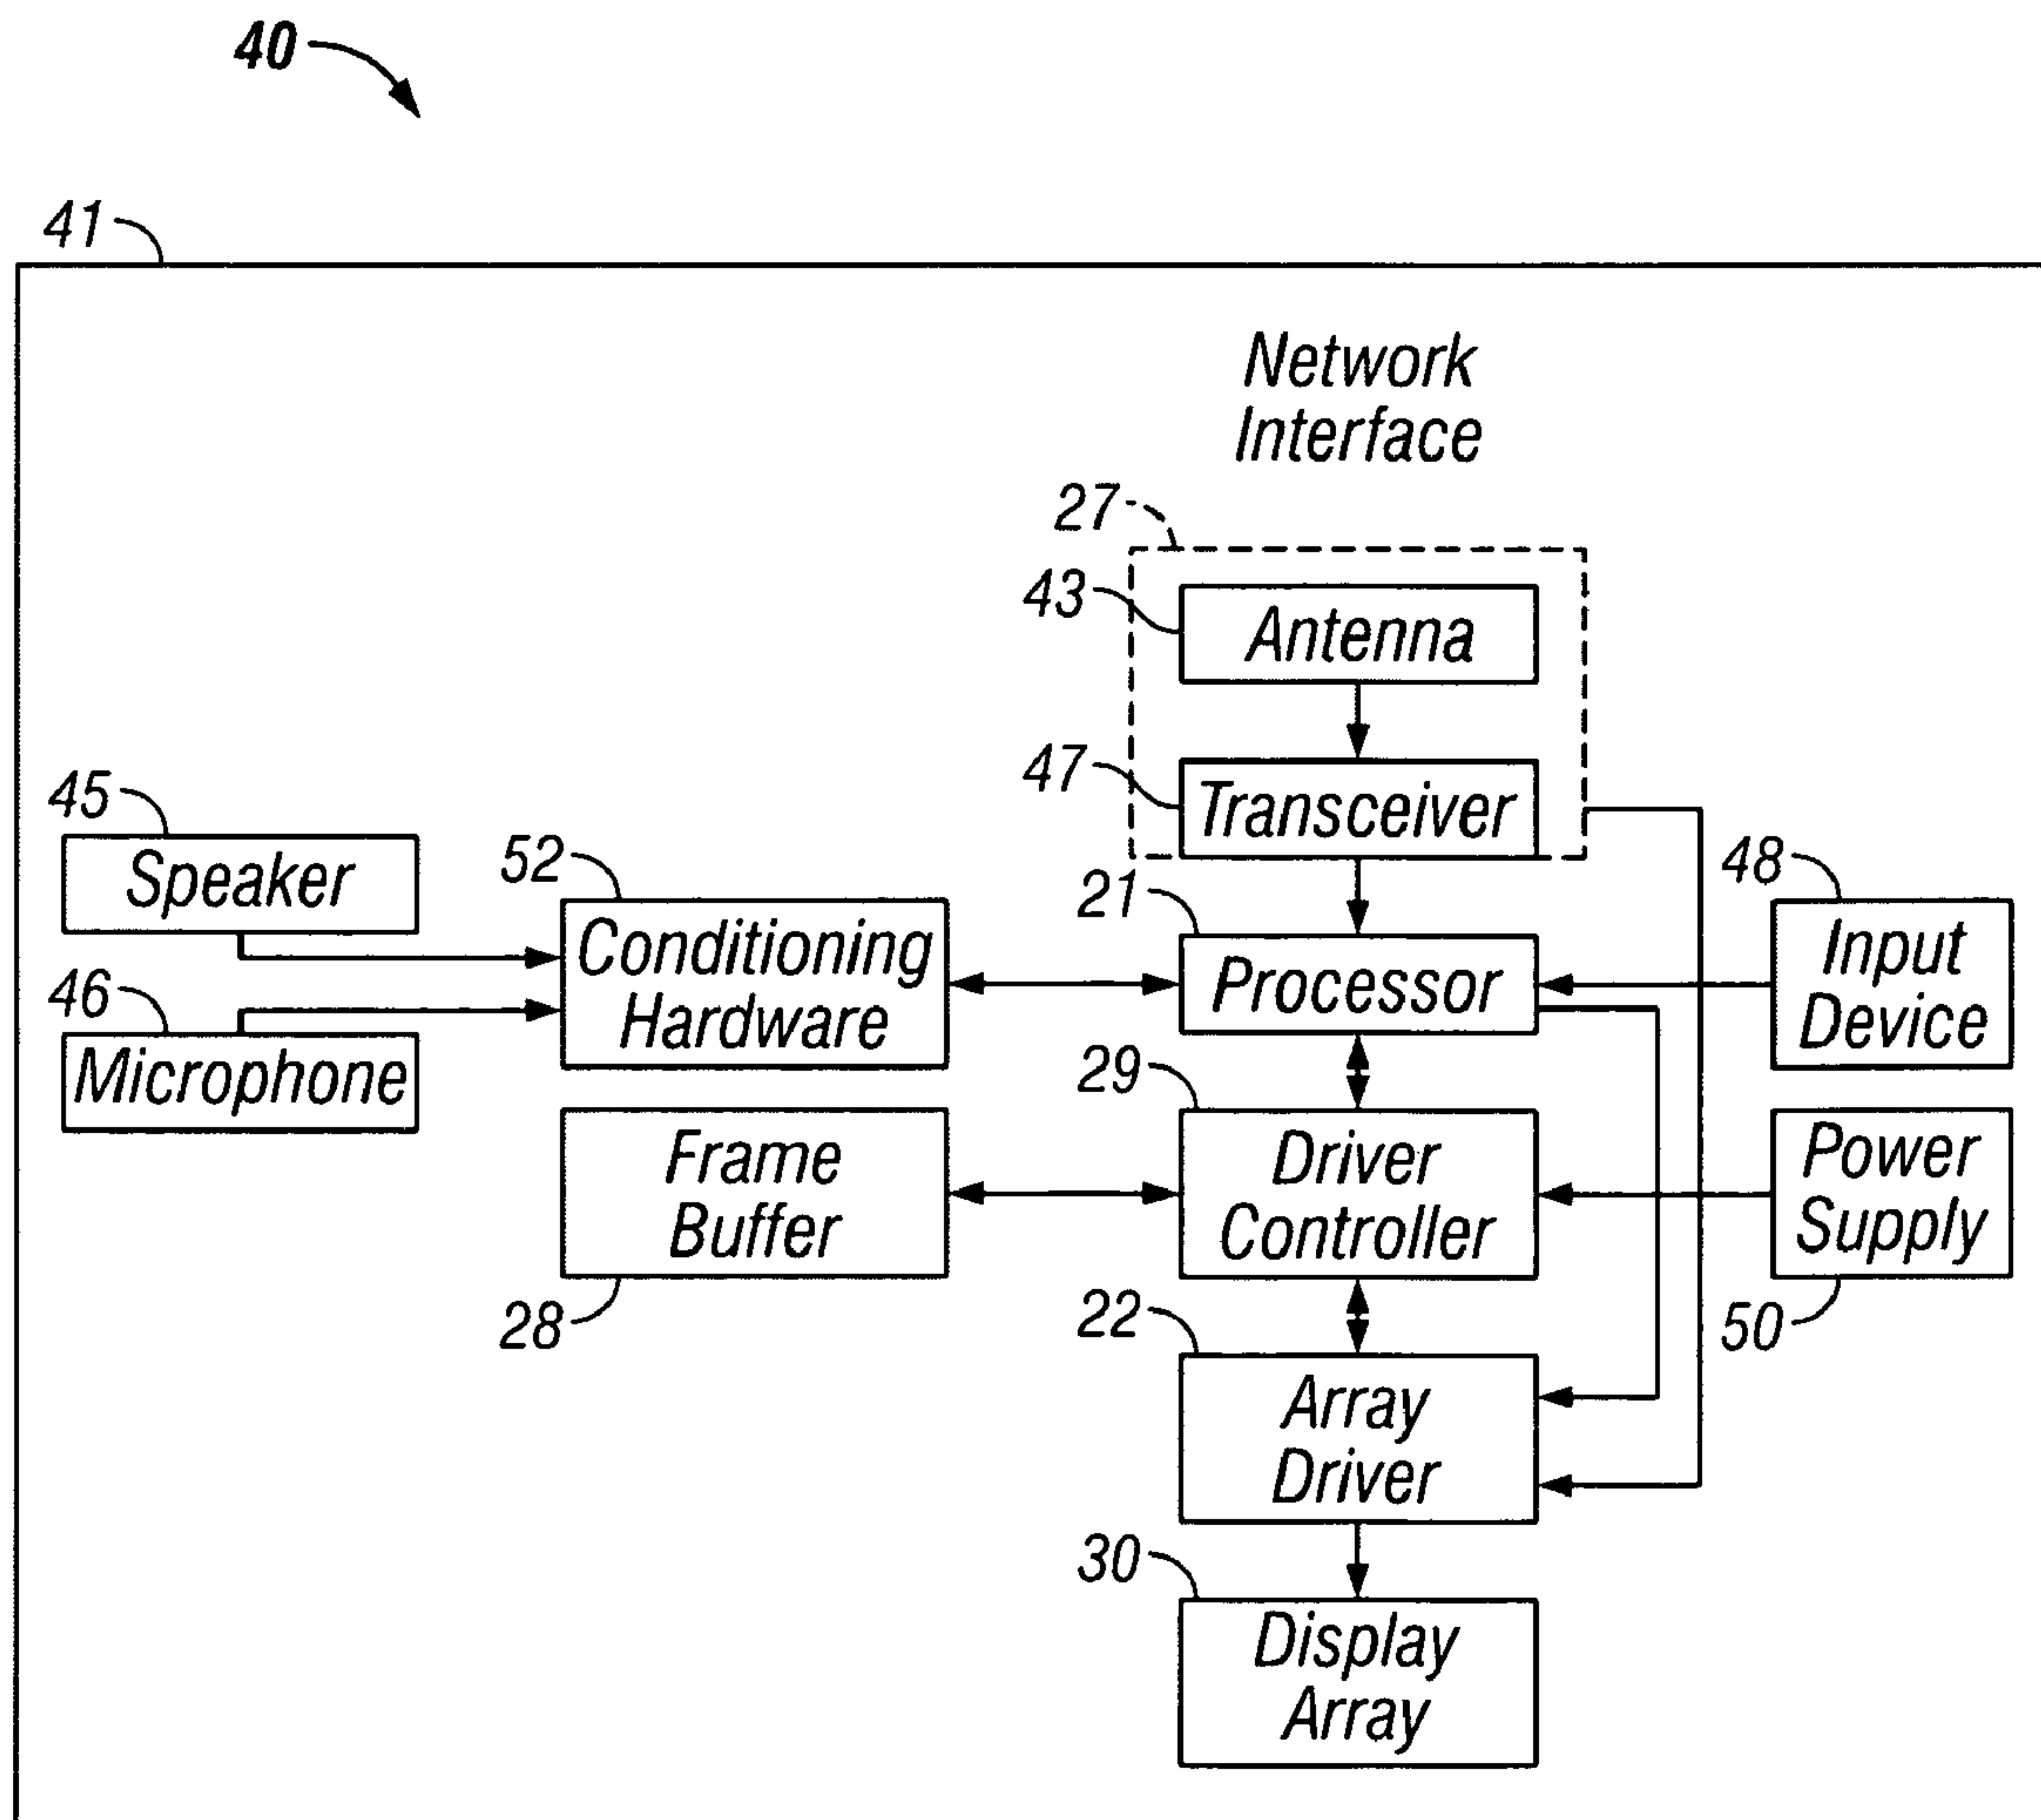 40
41
Network
Interface
27
43
Antenna
47
Transceiver
45
Speaker
52
Conditioning
Hardware
21
Processor
48
Input
Device
46
Microphone
29
Driver
Controller
Frame
Buffer
28
Power
Supply
50
22
Array
Driver
30
Display
Array